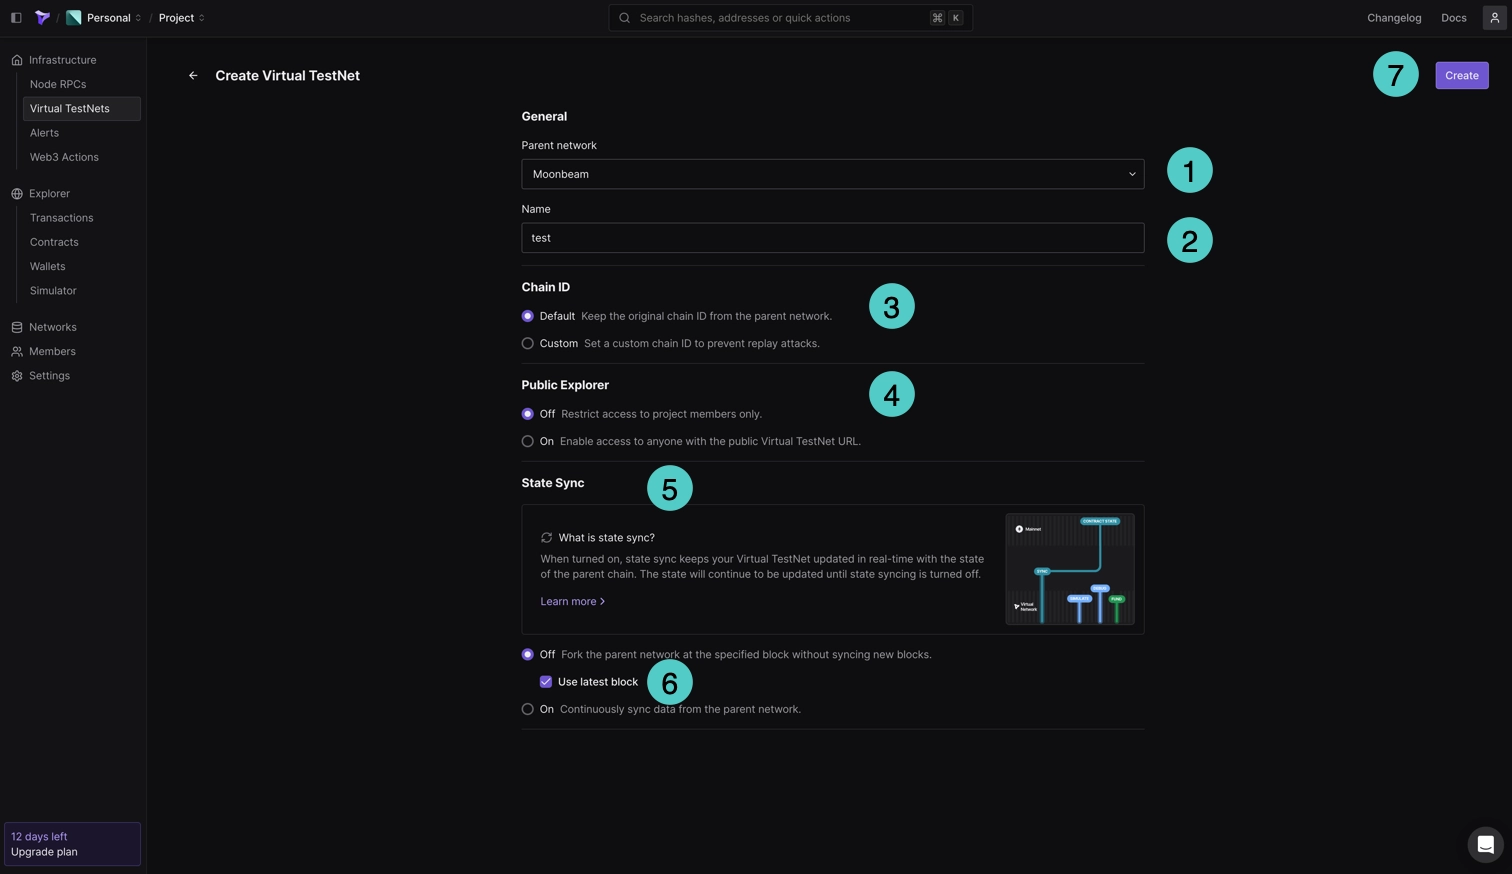 Personal / Project
Search hashes, addresses or quick actions
⌘ K
Changelog
Docs
Infrastructure
Node RPCs
Virtual TestNets
Alerts
Web3 Actions
Explorer
Transactions
Contracts
Wallets
Simulator
Networks
Members
Settings
12 days left
Upgrade plan
Create Virtual TestNet
7
Create
General
Parent network
Moonbeam
1
Name
test
2
Chain ID
3
Default Keep the original chain ID from the parent network.
Custom Set a custom chain ID to prevent replay attacks.
Public Explorer
4
Off Restrict access to project members only.
On Enable access to anyone with the public Virtual TestNet URL.
State Sync
5
What is state sync?
When turned on, state sync keeps your Virtual TestNet updated in real-time with the state
of the parent chain. The state will continue to be updated until state syncing is turned off.
Learn more
CONTRACT STATE
Mainnet
SYNC
DEBUG
SIMULATE
FUND
Virtual
Network
Off Fork the parent network at the specified block without syncing new blocks.
Use latest block
6
On Continuously sync data from the parent network.